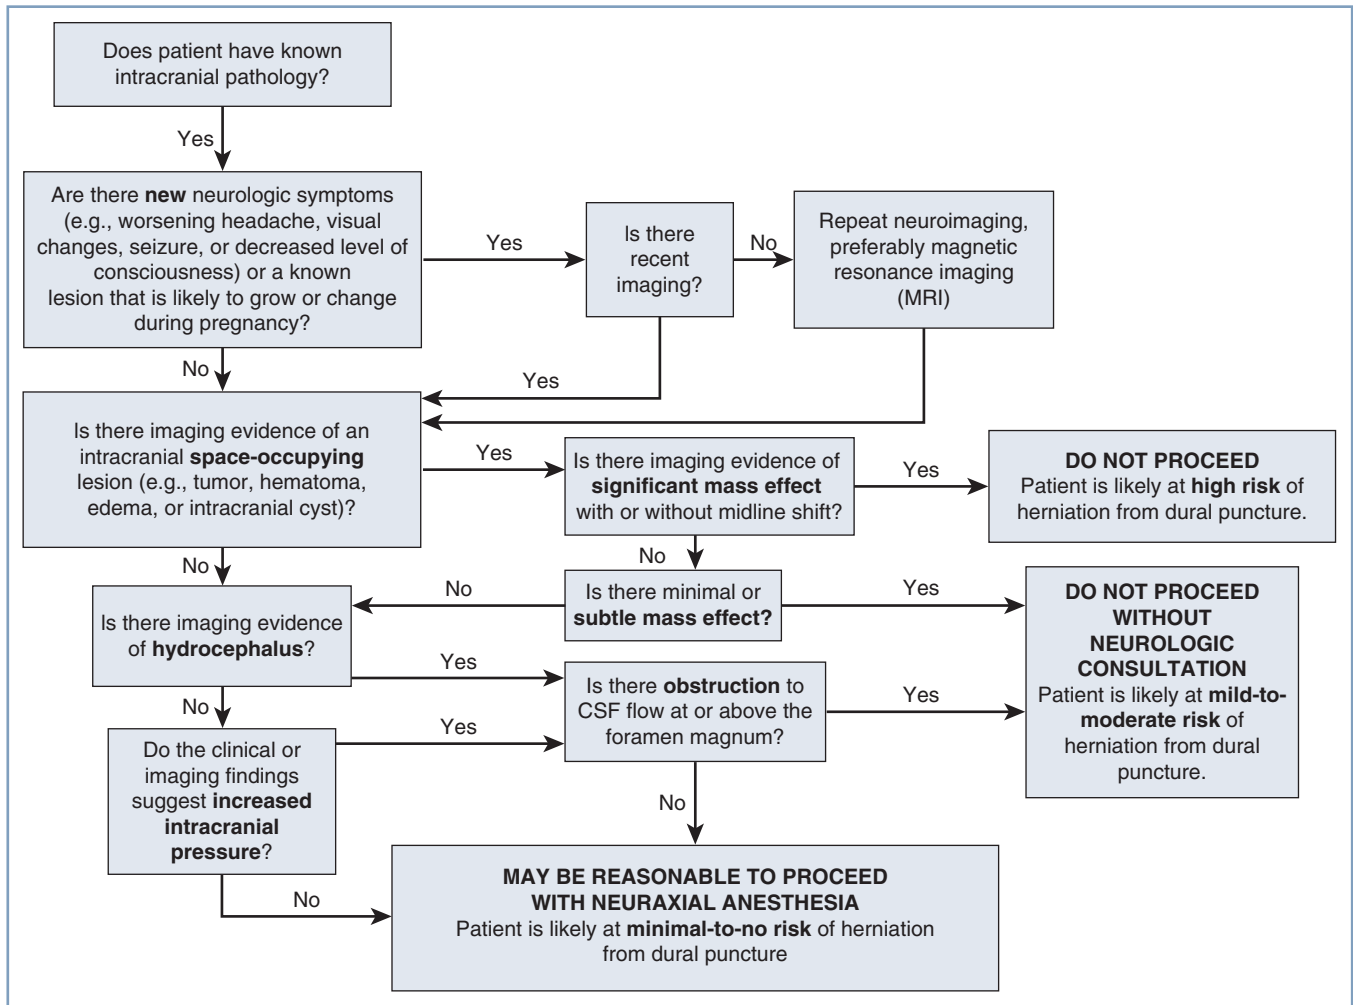 Does patient have known
intracranial pathology?
Yes
Are there new neurologic symptoms
(e.g., worsening headache, visual
changes, seizure, or decreased level of
consciousness) or a known
lesion that is likely to grow or change
during pregnancy?
Yes
Is there
recent
imaging?
No
Repeat neuroimaging,
preferably magnetic
resonance imaging
(MRI)
No
Yes
Is there imaging evidence of an
intracranial space-occupying
lesion (e.g., tumor, hematoma,
edema, or intracranial cyst)?
Yes
Is there imaging evidence of
significant mass effect
with or without midline shift?
Yes
DO NOT PROCEED
Patient is likely at high risk of
herniation from dural puncture.
No
No
Is there imaging evidence
of hydrocephalus?
No
Is there minimal or
subtle mass effect?
Yes
DO NOT PROCEED
WITHOUT
NEUROLOGIC
CONSULTATION
Patient is likely at mild-to-
moderate risk of
herniation from dural
puncture.
Yes
Is there obstruction to
CSF flow at or above the
foramen magnum?
Yes
No
Yes
Do the clinical or
imaging findings
suggest increased
intracranial
pressure?
No
No
MAY BE REASONABLE TO PROCEED
WITH NEURAXIAL ANESTHESIA
Patient is likely at minimal-to-no risk of herniation
from dural puncture